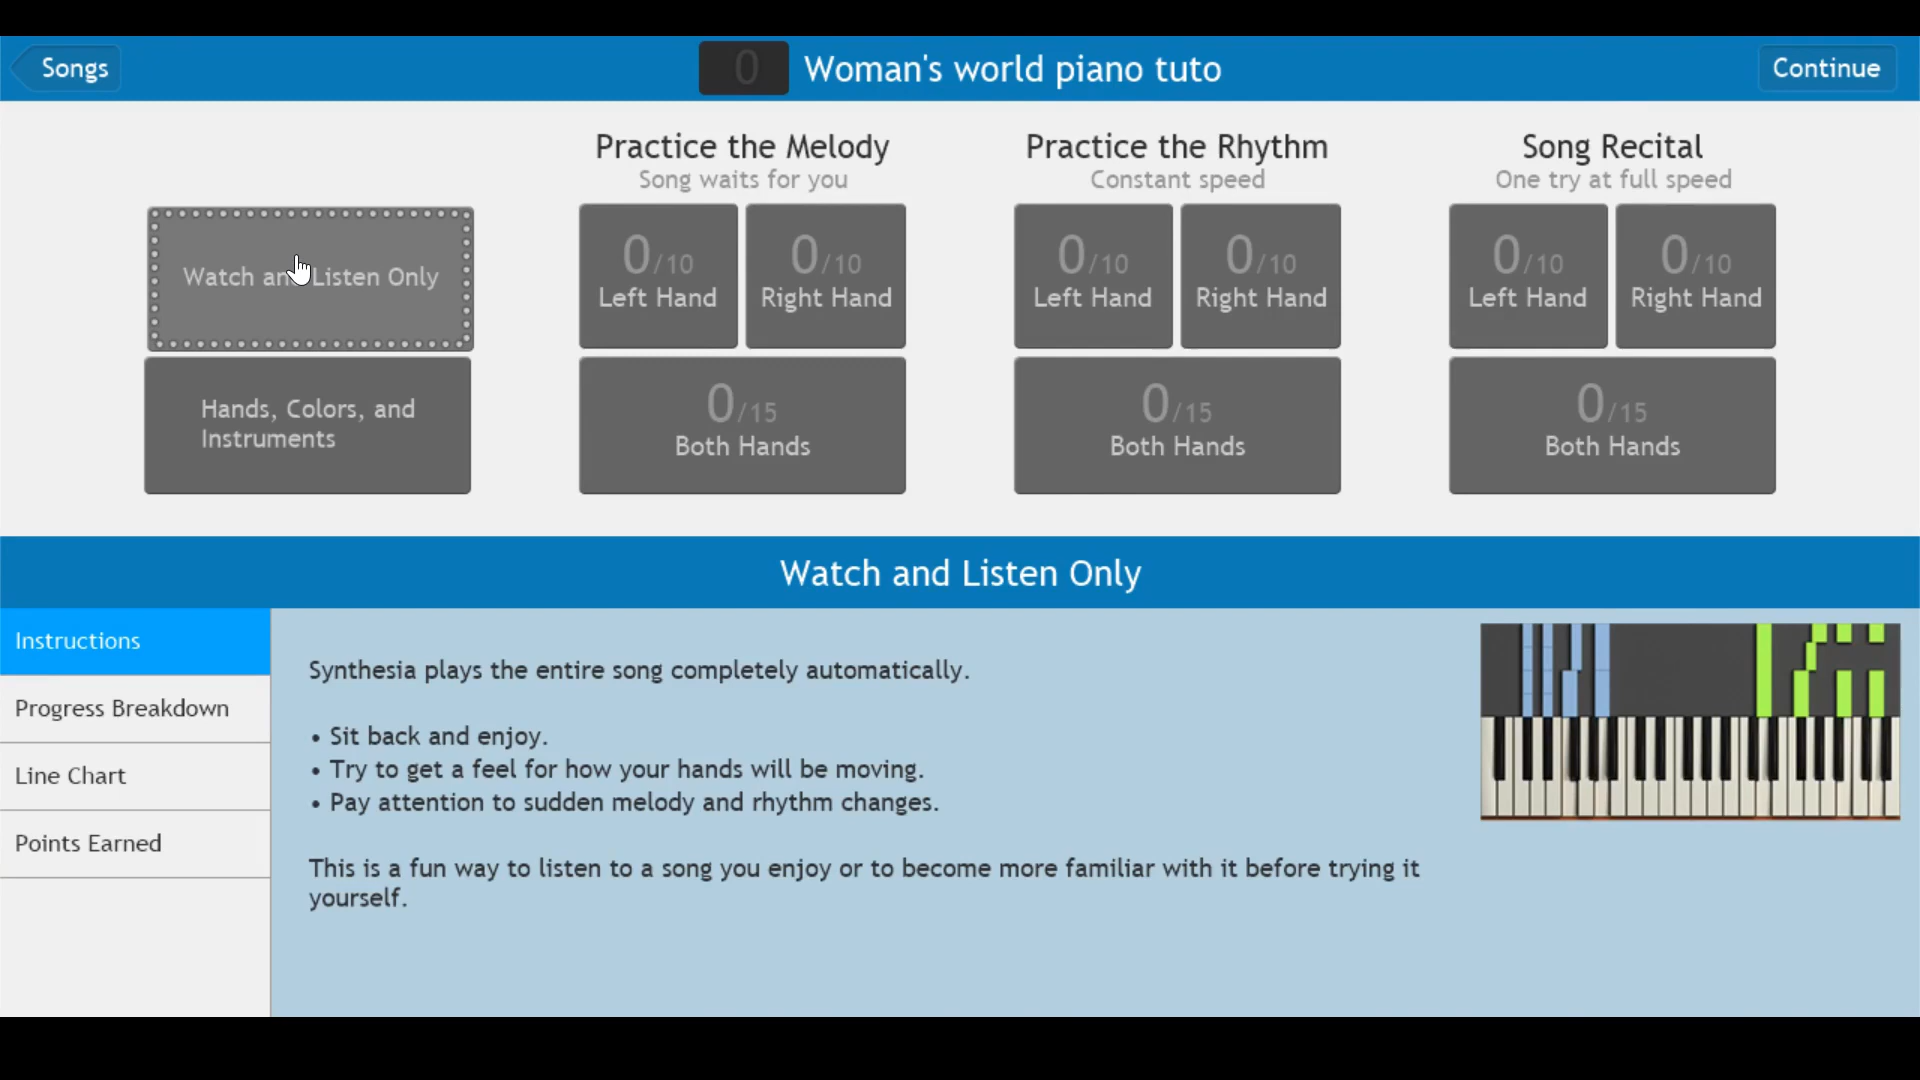 Songs
0 Woman's world piano tuto
Continue
Practice the Melody
Song waits for you
Practice the Rhythm
Constant speed
Song Recital
One try at full speed
Watch and Listen Only
0/10
Left Hand
0/10
Right Hand
0/10
Left Hand
0/10
Right Hand
0/10
Left Hand
0/10
Right Hand
Hands, Colors, and
Instruments
0/15
Both Hands
0/15
Both Hands
0/15
Both Hands
Watch and Listen Only
Instructions
Progress Breakdown
Line Chart
Points Earned
Synthesia plays the entire song completely automatically.
• Sit back and enjoy.
• Try to get a feel for how your hands will be moving.
• Pay attention to sudden melody and rhythm changes.
This is a fun way to listen to a song you enjoy or to become more familiar with it before trying it
yourself.